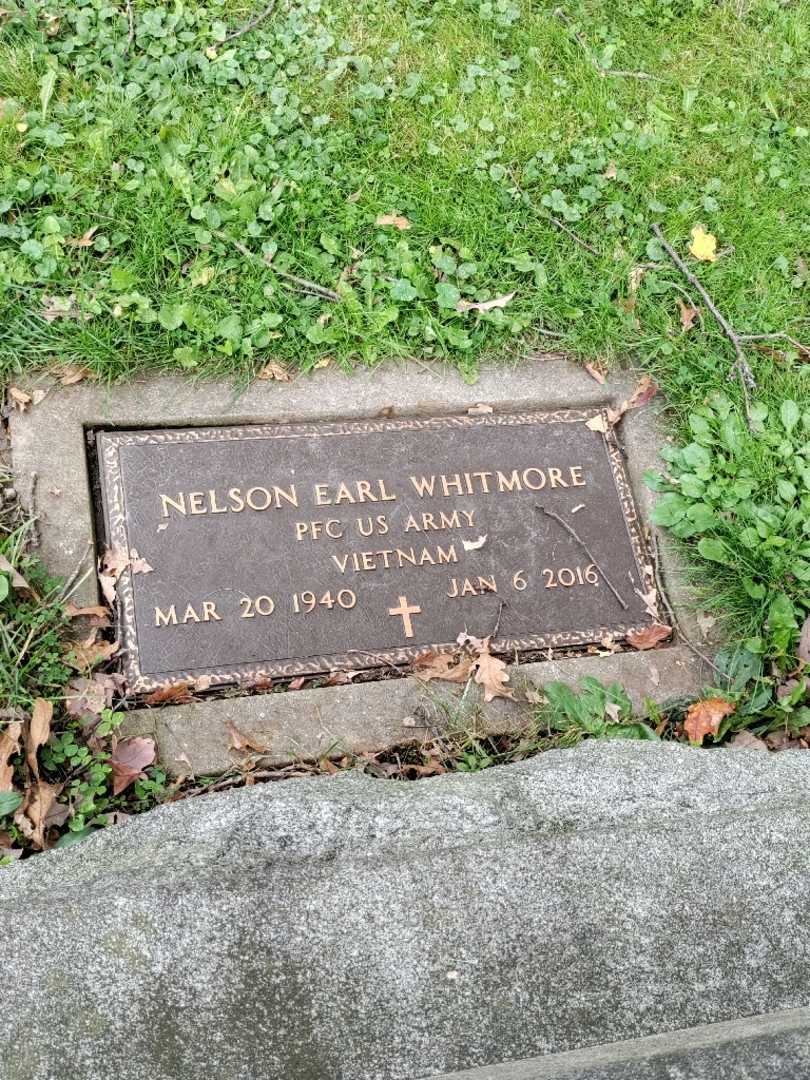 NELSON EARL WHITMORE
PFC US ARMY
VIETNAM
MAR 20 1940 JAN 6 2016